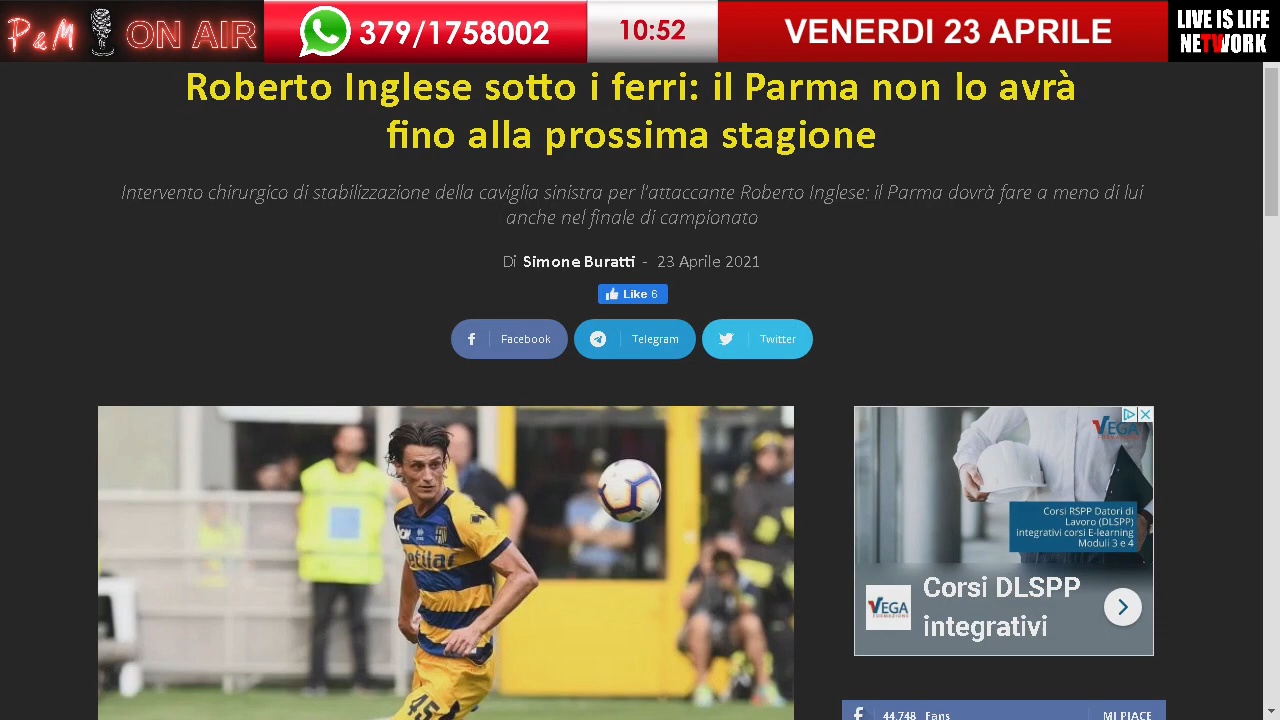 P&M ON AIR
379/1758002
10:52
VENERDI 23 APRILE
LIVE IS LIFE
NETWORK
Roberto Inglese sotto i ferri: il Parma non lo avrà
fino alla prossima stagione
Intervento chirurgico di stabilizzazione della caviglia sinistra per l'attaccante Roberto Inglese: il Parma dovrà fare a meno di lui
anche nel finale di campionato
Di Simone Buratti - 23 Aprile 2021
Like 6
Facebook
Telegram
Twitter
VEGA
Corsi RSPP Datori di
Lavoro (DLSPP)
integrativi corsi E-learning
Moduli 3 e 4
VEGA
FORMAZIONE
Corsi DLSPP
integrativi
45
44,748 Fans
MI PIACE